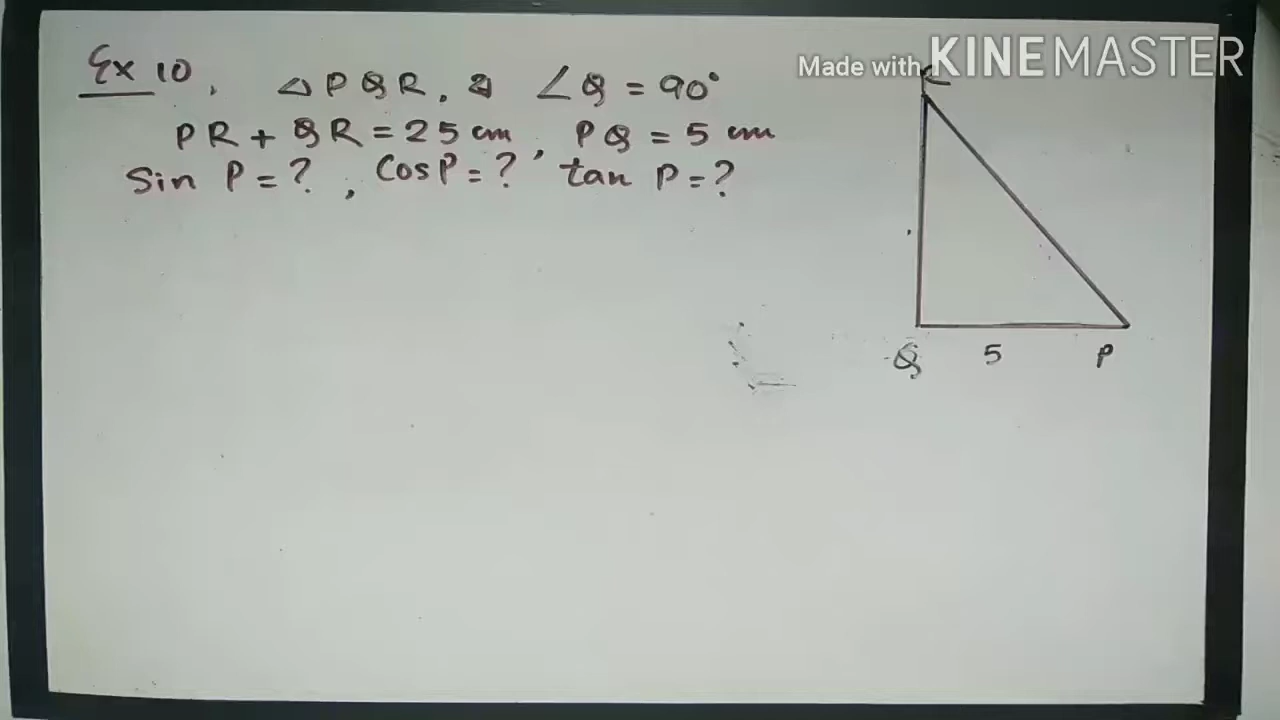 Ex 10. △PQR. ∠Q = 90°
PR + QR = 25 cm, PQ = 5 cm
Sin P = ?, Cos P = ? tan P = ?
Made with KINEMASTER
R
Q 5 P